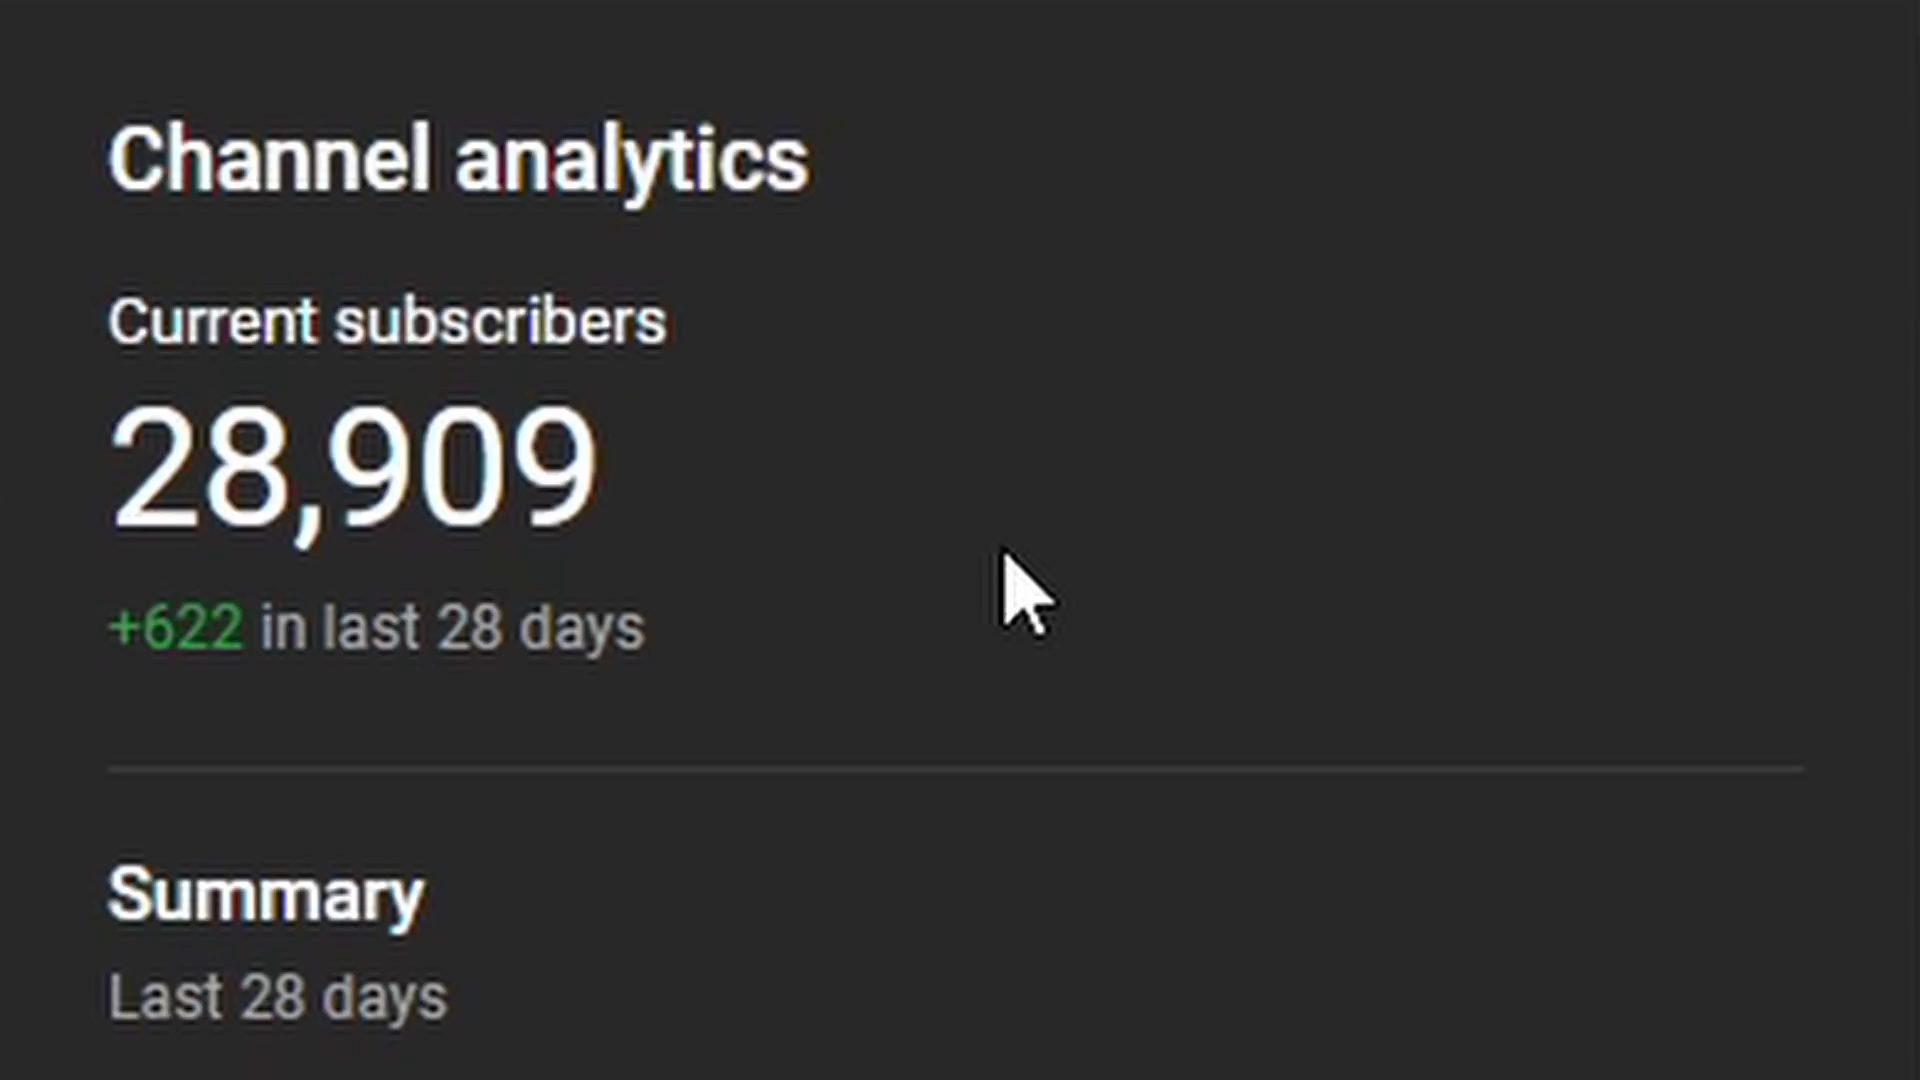 Channel analytics
Current subscribers
28,909
+622 in last 28 days
Summary
Last 28 days